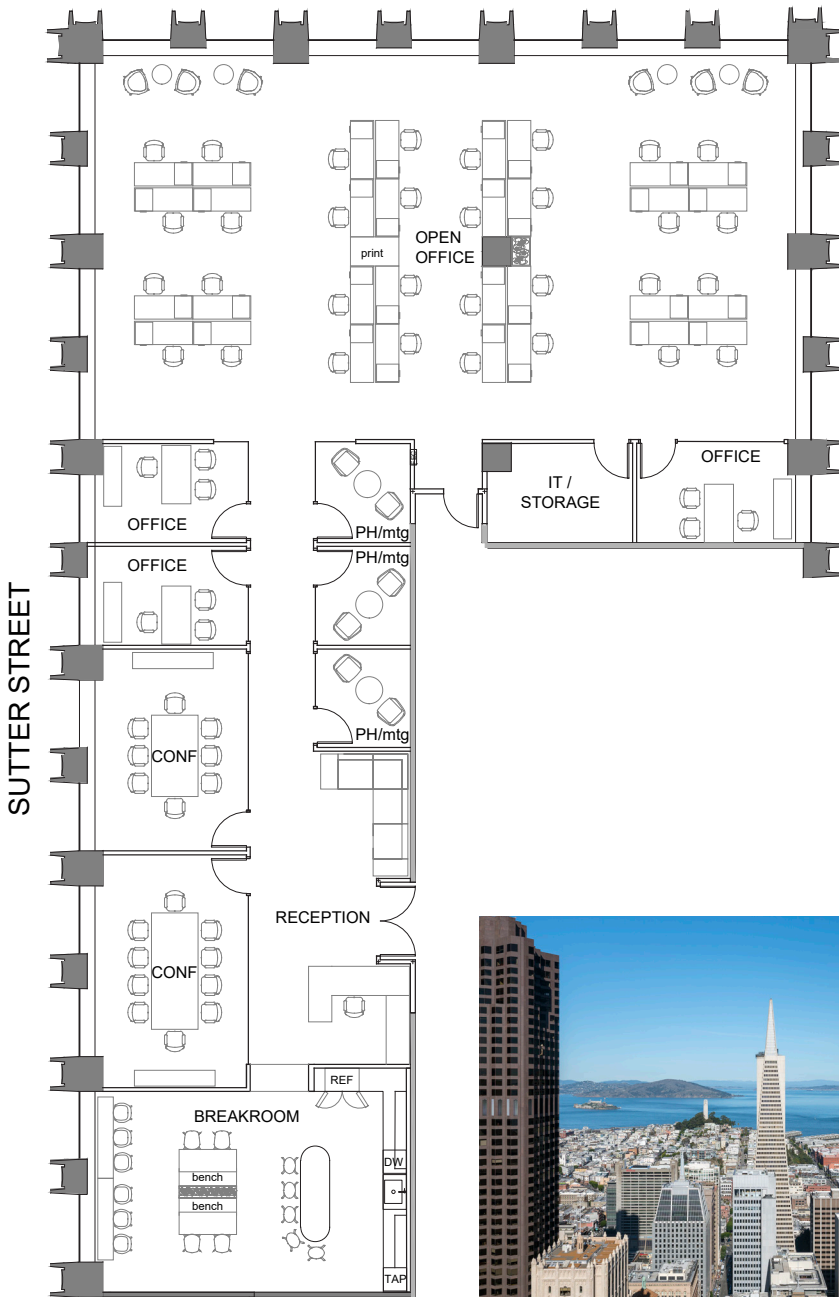 OPEN
OFFICE
print
IT /
STORAGE
OFFICE
OFFICE
PH/mtg
OFFICE
PH/mtg
PH/mtg
SUTTER STREET
CONF
RECEPTION
CONF
REF
BREAKROOM
DW
bench
bench
TAP